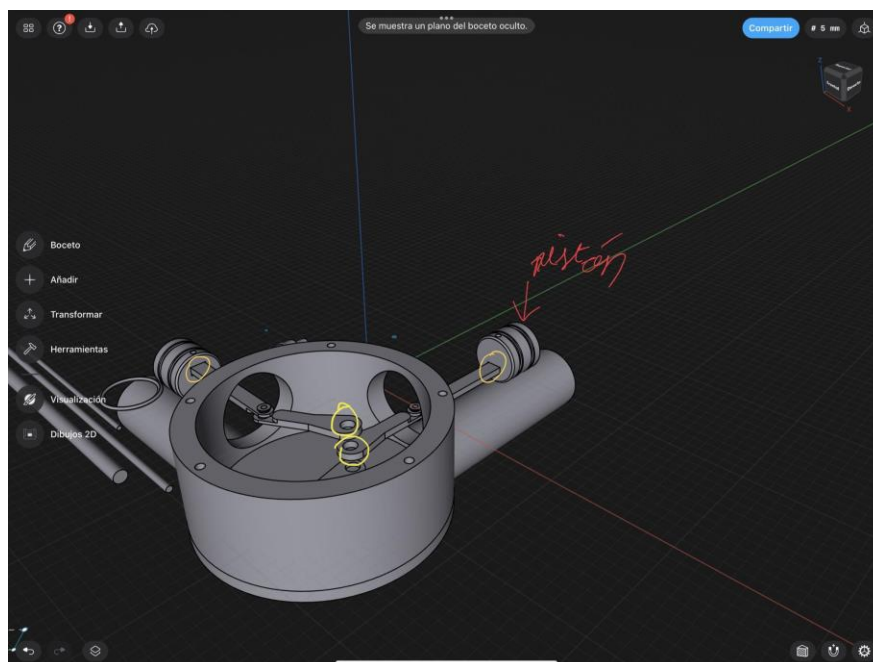 Se muestra un plano del boceto oculto.
Compartir
# 5 mm
Boceto
Añadir
Transformar
Herramientas
Visualización
Dibujos 2D
pistón
Z
X